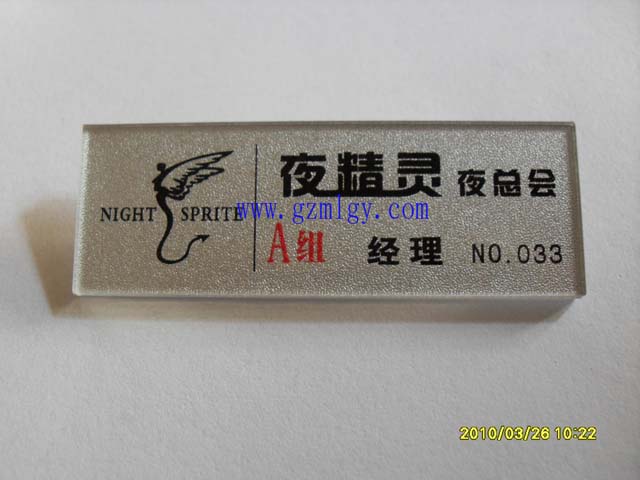 NIGHT SPRITE
夜精灵 夜总会
www.gzmlgy.com
A组 经理 NO.033
2010/03/26 10:22